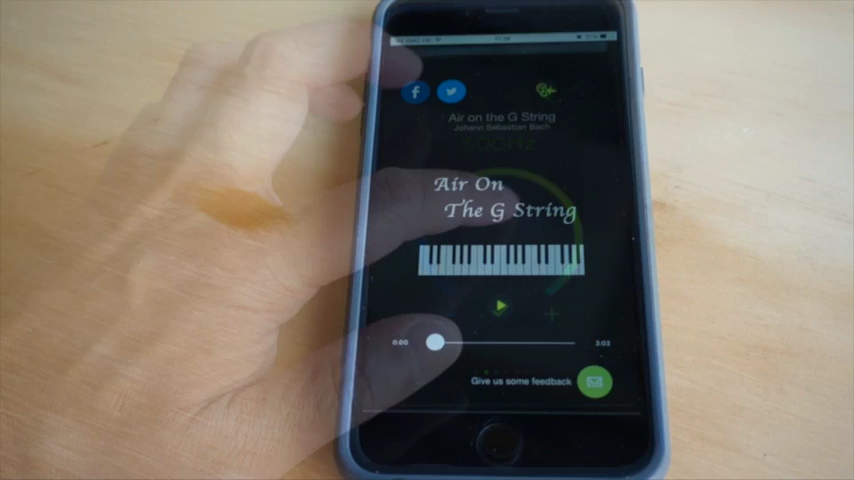 Air on the G String
Johann Sebastian Bach
500Hz
Air On
The G String
0:00
3:03
Give us some feedback